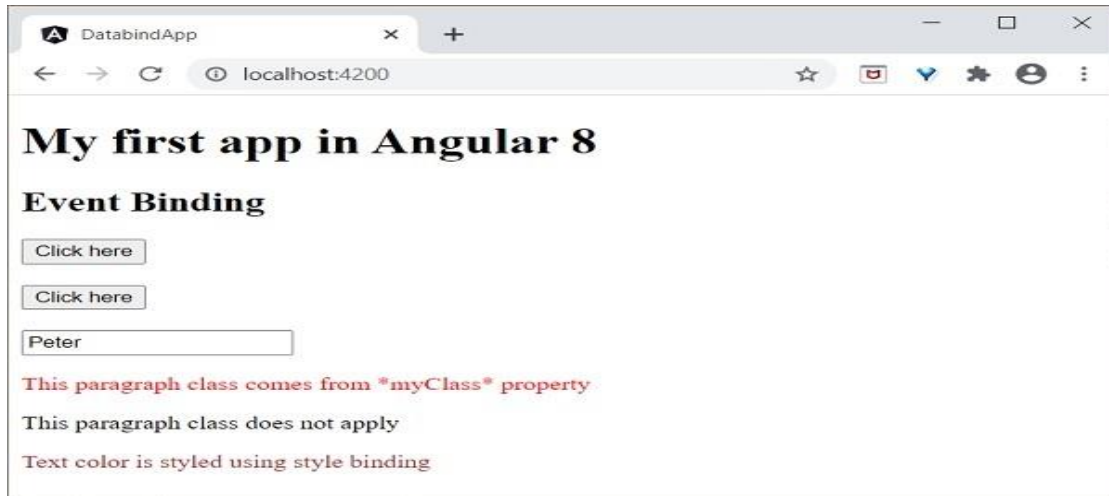 DatabindApp
localhost:4200
My first app in Angular 8
Event Binding
Click here
Click here
Peter
This paragraph class comes from *myClass* property
This paragraph class does not apply
Text color is styled using style binding